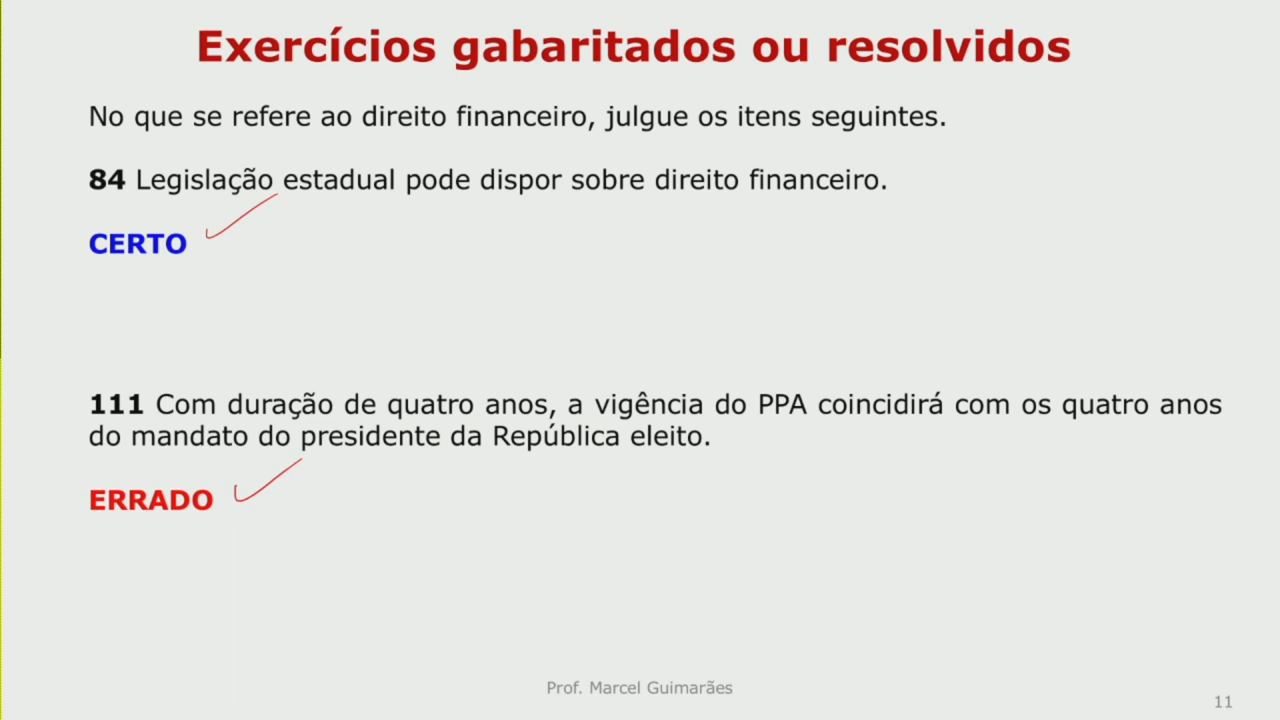 Exercícios gabaritados ou resolvidos
No que se refere ao direito financeiro, julgue os itens seguintes.
84 Legislação estadual pode dispor sobre direito financeiro.
CERTO
111 Com duração de quatro anos, a vigência do PPA coincidirá com os quatro anos
do mandato do presidente da República eleito.
ERRADO
Prof. Marcel Guimarães
11